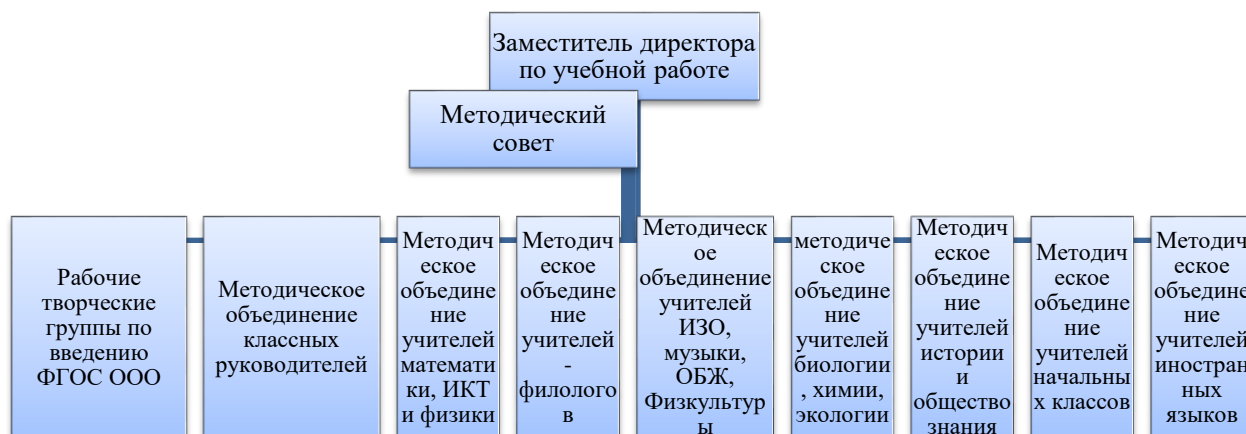 Заместитель директора
по учебной работе
Методический
совет
Рабочие
творческие
группы по
введению
ФГОС ООО
Методическое
объединение
классных
руководителей
Методич
еское
объедине
ние
учителей
математи
ки, ИКТ
и физики
Методич
еское
объедине
ние
учителей
-
филолого
в
Методическ
ое
объединение
учителей
ИЗО,
музыки,
ОБЖ,
Физкультур
ы
методиче
ское
объедине
ние
учителей
биологии
, химии,
экологии
Методич
еское
объедине
ние
учителей
истории
и
общество
знания
Методич
еское
объедине
ние
учителей
начальны
х классов
Методич
еское
объедине
ние
учителей
иностран
ных
языков